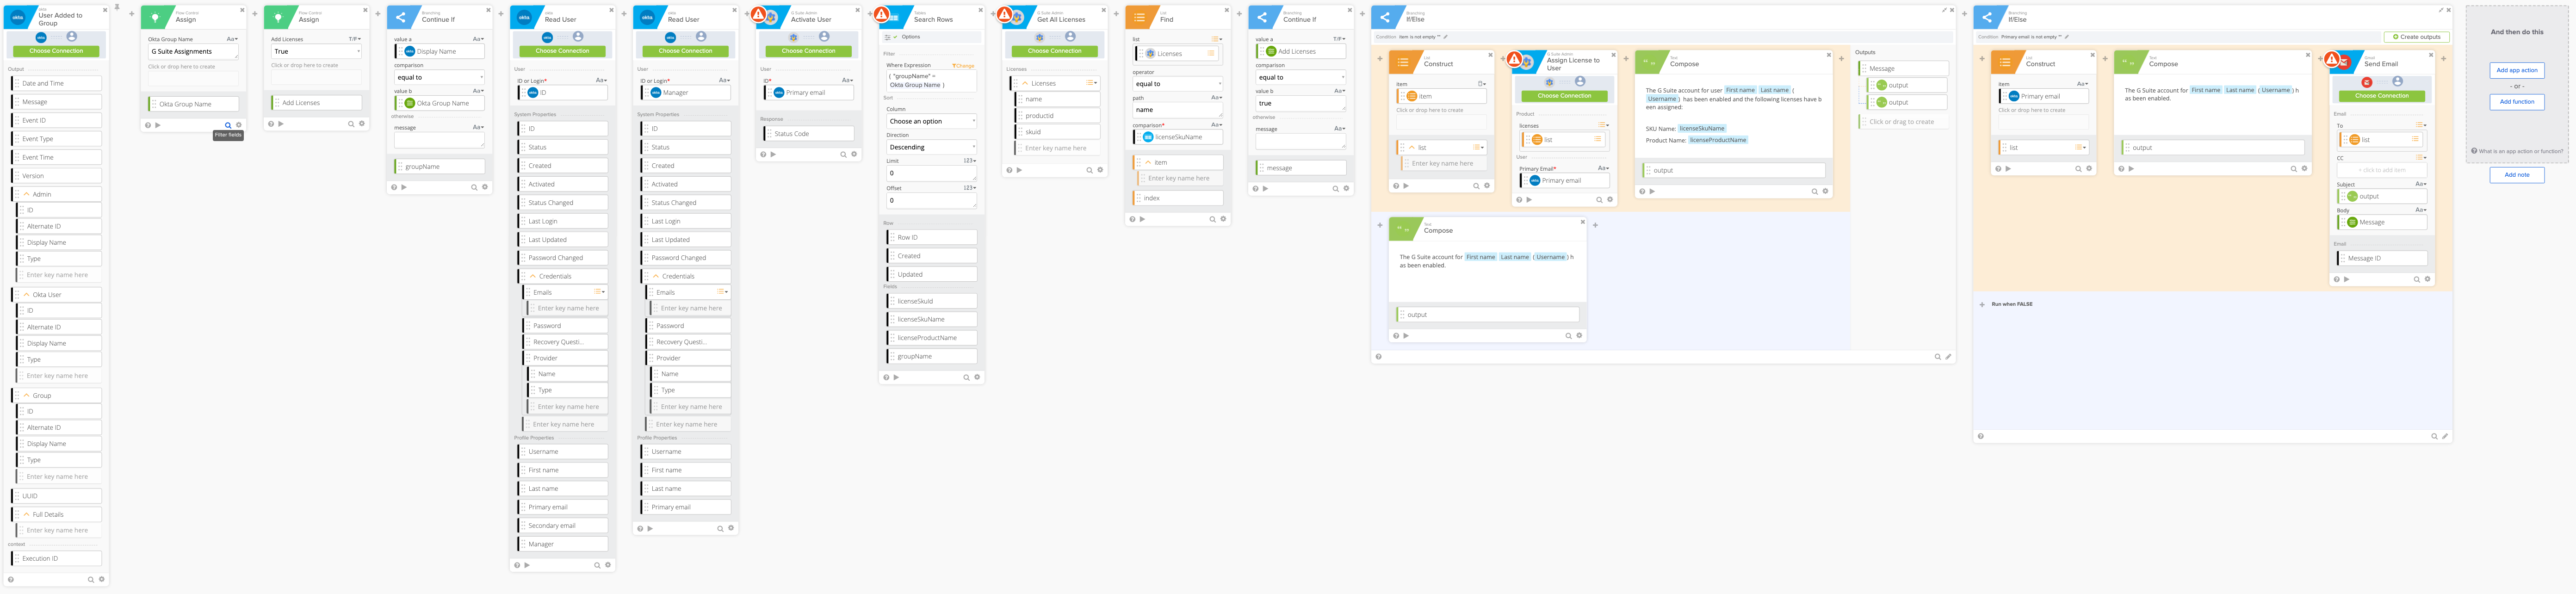 okta
User Added to
Group
Choose Connection
Output
Date and Time
Message
Event ID
Event Type
Event Time
Version
Admin
ID
Alternate ID
Display Name
Type
Enter key name here
Okta User
ID
Alternate ID
Display Name
Type
Enter key name here
Group
ID
Alternate ID
Display Name
Type
Enter key name here
UUID
Full Details
Enter key name here
context
Execution ID
Flow Control
Assign
Okta Group Name Aa
G Suite Assignments
Click or drop here to create
Okta Group Name
Filter fields
Flow Control
Assign
Add Licenses T/F
True
Click or drop here to create
Add Licenses
Branching
Continue If
value a Aa
Display Name
comparison
equal to
value b Aa
Okta Group Name
otherwise
message Aa
groupName
okta
Read User
Choose Connection
User
ID or Login* Aa
ID
System Properties
ID
Status
Created
Activated
Status Changed
Last Login
Last Updated
Password Changed
Credentials
Emails
Enter key name here
Password
Recovery Questi...
Provider
Name
Type
Enter key name here
Enter key name here
Profile Properties
Username
First name
Last name
Primary email
Secondary email
Manager
okta
Read User
Choose Connection
User
ID or Login* Aa
Manager
System Properties
ID
Status
Created
Activated
Status Changed
Last Login
Last Updated
Password Changed
Credentials
Emails
Enter key name here
Password
Recovery Questi...
Provider
Name
Type
Enter key name here
Enter key name here
Profile Properties
Username
First name
Last name
Primary email
G Suite Admin
Activate User
Choose Connection
User
ID* Aa
Primary email
Response
Status Code
Tables
Search Rows
Options
Filter
Where Expression Change
( "groupName" =
Okta Group Name )
Sort
Column
Choose an option
Direction
Descending
Limit 123
0
Offset 123
0
Row
Row ID
Created
Updated
Fields
licenseSkuId
licenseSkuName
licenseProductName
groupName
G Suite Admin
Get All Licenses
Choose Connection
Licenses
Licenses
name
productid
skuid
Enter key name here
List
Find
list
Licenses
operator
equal to
path Aa
name
comparison* Aa
licenseSkuName
item
Enter key name here
index
Branching
Continue If
value a T/F
Add Licenses
comparison
equal to
value b T/F
true
otherwise
message Aa
message
Branching
If/Else
Condition item is not empty ""
List
Construct
item
item
Click or drop here to create
list
Enter key name here
G Suite Admin
Assign License to
User
Choose Connection
Product
licenses
list
User
Primary Email* Aa
Primary email
Text
Compose
The G Suite account for user First name Last name (
Username ) has been enabled and the following licenses have b
een assigned:
SKU Name: licenseSkuName
Product Name: licenseProductName
output
Outputs
Message
output
output
Click or drag to create
Text
Compose
The G Suite account for First name Last name ( Username ) h
as been enabled.
output
Branching
If/Else
Condition Primary email is not empty ""
Create outputs
List
Construct
item Aa
Primary email
Click or drop here to create
list
Enter key name here
Text
Compose
The G Suite account for First name Last name ( Username ) h
as been enabled.
output
Gmail
Send Email
Choose Connection
Email
To
list
CC
+ click to add item
Subject Aa
output
Body Aa
Message
Email
Message ID
Run when FALSE
And then do this
Add app action
- or -
Add function
What is an app action or function?
Add note